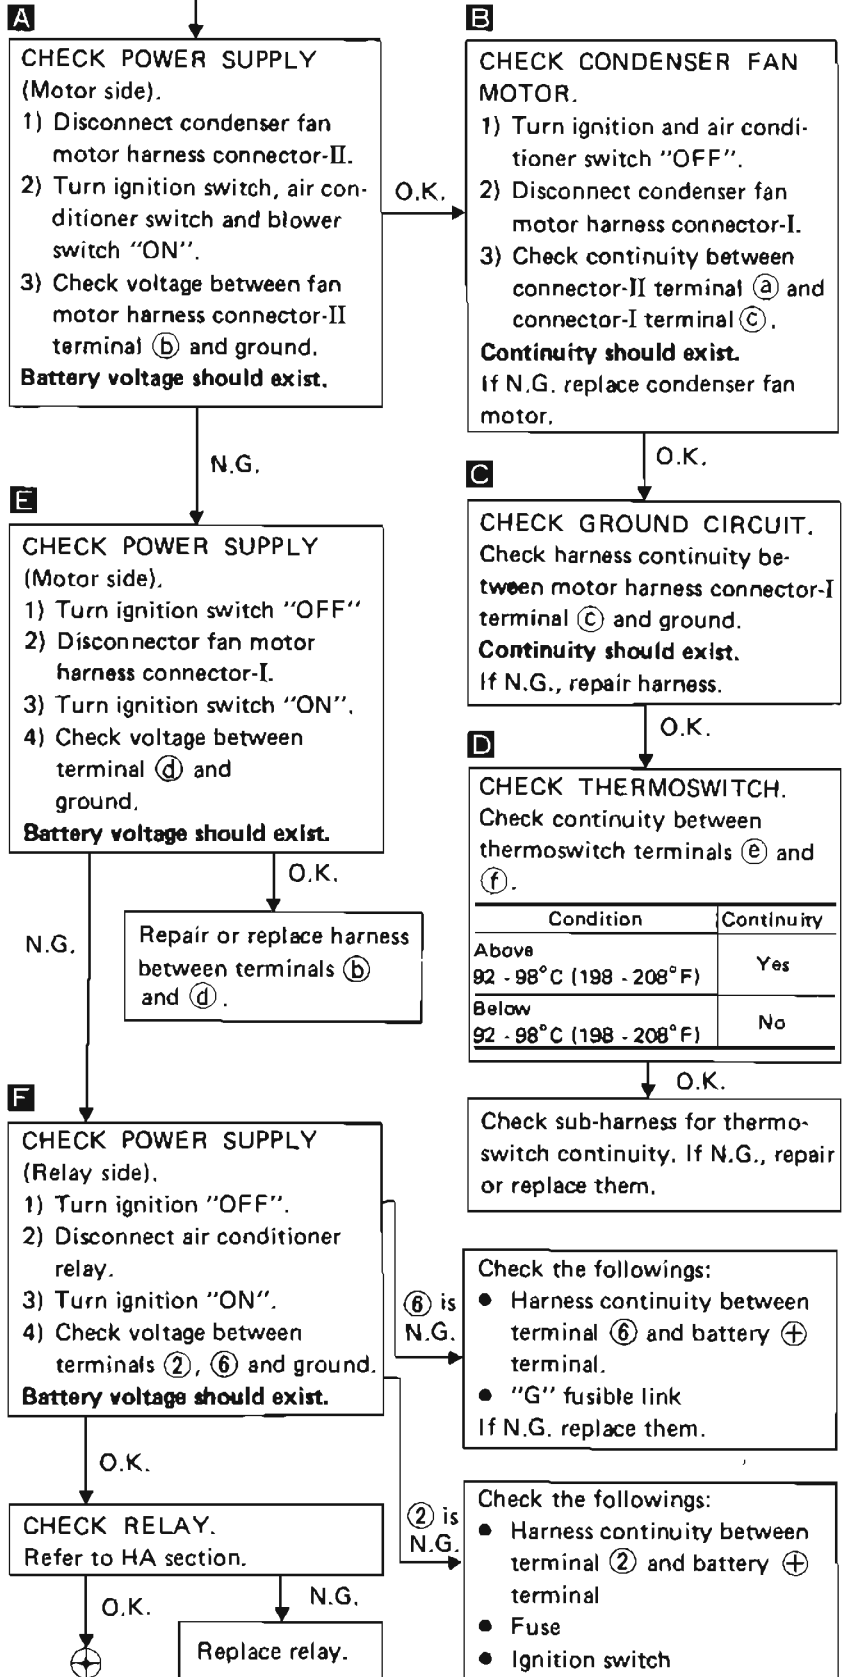 A
CHECK POWER SUPPLY
(Motor side).
1) Disconnect condenser fan
motor harness connector-II.
2) Turn ignition switch, air con-
ditioner switch and blower
switch "ON".
3) Check voltage between fan
motor harness connector-II
terminal ⓑ and ground.
Battery voltage should exist.
O.K.
N.G.
B
CHECK CONDENSER FAN
MOTOR.
1) Turn ignition and air condi-
tioner switch "OFF".
2) Disconnect condenser fan
motor harness connector-I.
3) Check continuity between
connector-II terminal ⓐ and
connector-I terminal ⓒ.
Continuity should exist.
If N.G. replace condenser fan
motor.
O.K.
C
CHECK GROUND CIRCUIT.
Check harness continuity be-
tween motor harness connector-I
terminal ⓒ and ground.
Continuity should exist.
If N.G., repair harness.
O.K.
D
CHECK THERMOSWITCH.
Check continuity between
thermoswitch terminals ⓔ and
ⓕ.
Condition Continuity
Above
92 - 98°C (198 - 208°F) Yes
Below
92 - 98°C (198 - 208°F) No
O.K.
Check sub-harness for thermo-
switch continuity. If N.G., repair
or replace them.
E
CHECK POWER SUPPLY
(Motor side).
1) Turn ignition switch "OFF"
2) Disconnector fan motor
harness connector-I.
3) Turn ignition switch "ON".
4) Check voltage between
terminal ⓓ and
ground.
Battery voltage should exist.
O.K.
N.G.
Repair or replace harness
between terminals ⓑ
and ⓓ.
F
CHECK POWER SUPPLY
(Relay side).
1) Turn ignition "OFF".
2) Disconnect air conditioner
relay.
3) Turn ignition "ON".
4) Check voltage between
terminals ②, ⑥ and ground.
Battery voltage should exist.
⑥ is
N.G.
Check the followings:
● Harness continuity between
terminal ⑥ and battery ⊕
terminal.
● "G" fusible link
If N.G. replace them.
② is
N.G.
Check the followings:
● Harness continuity between
terminal ② and battery ⊕
terminal
● Fuse
● Ignition switch
O.K.
CHECK RELAY.
Refer to HA section.
O.K.
N.G.
Replace relay.